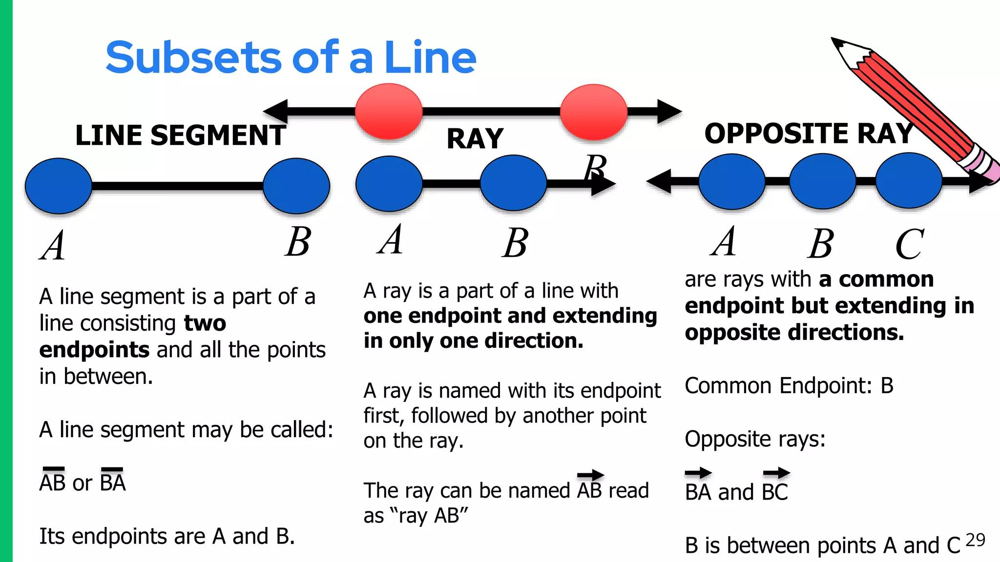 Subsets of a Line
LINE SEGMENT
A B
A line segment is a part of a
line consisting two
endpoints and all the points
in between.
A line segment may be called:
AB or BA
Its endpoints are A and B.
RAY
B
A B
A ray is a part of a line with
one endpoint and extending
in only one direction.
A ray is named with its endpoint
first, followed by another point
on the ray.
The ray can be named AB read
as “ray AB”
OPPOSITE RAY
A B C
are rays with a common
endpoint but extending in
opposite directions.
Common Endpoint: B
Opposite rays:
BA and BC
B is between points A and C
29